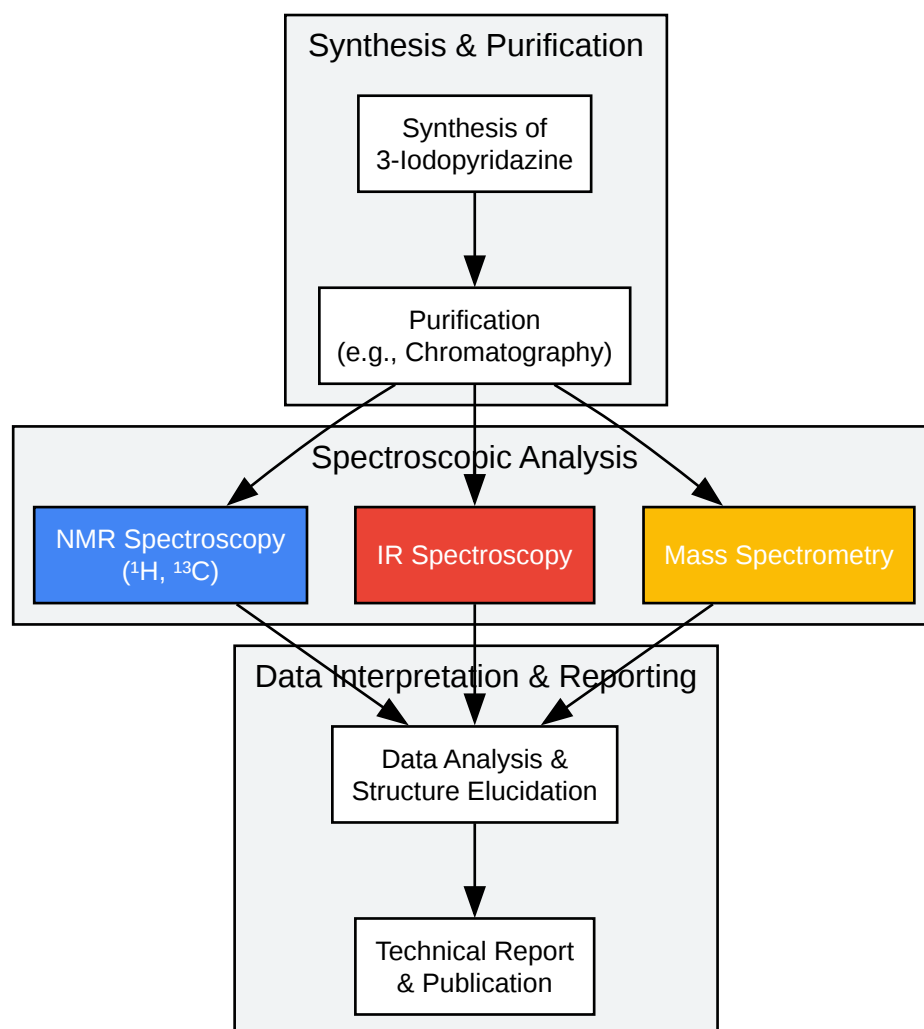 Synthesis & Purification
Synthesis of
3-Iodopyridazine
Purification
(e.g., Chromatography)
Spectroscopic Analysis
NMR Spectroscopy
(¹H, ¹³C)
IR Spectroscopy
Mass Spectrometry
Data Interpretation & Reporting
Data Analysis &
Structure Elucidation
Technical Report
& Publication